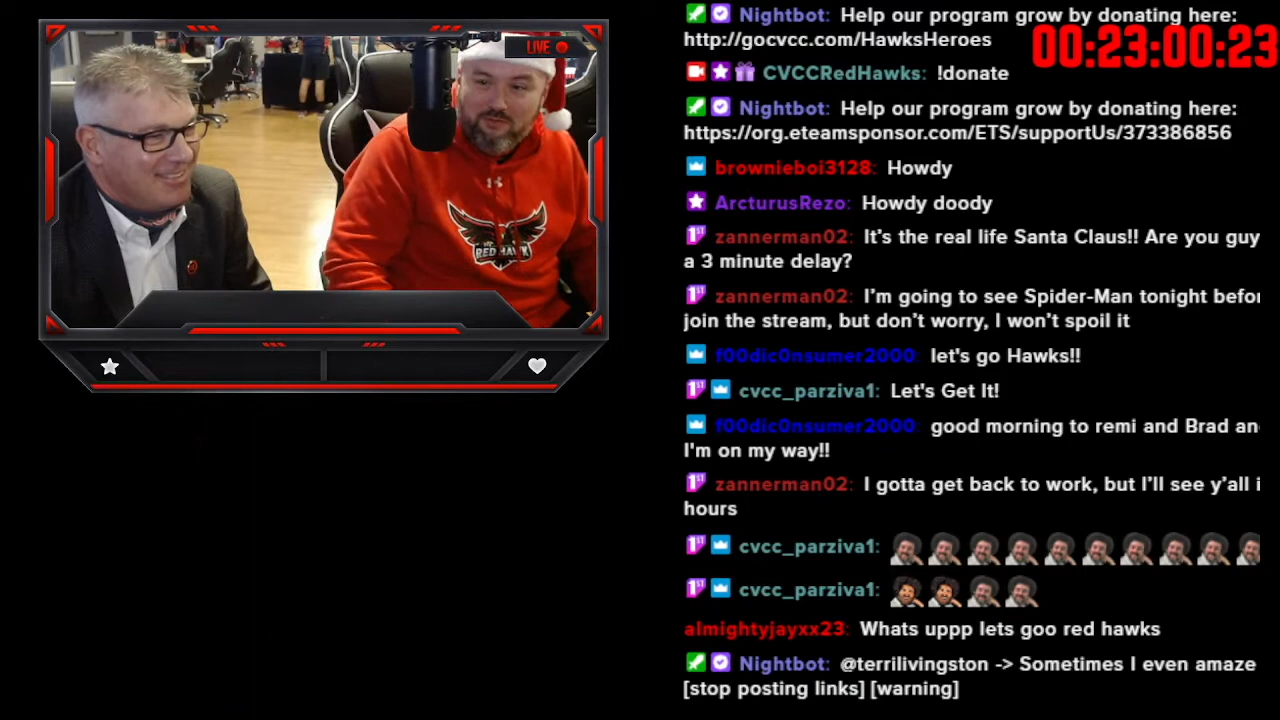 LIVE
RED HAWK
00:23:00:23
Nightbot: Help our program grow by donating here:
http://gocvcc.com/HawksHeroes
CVCCRedHawks: !donate
Nightbot: Help our program grow by donating here:
https://org.eteamsponsor.com/ETS/supportUs/373386856
brownieboi3128: Howdy
ArcturusRezo: Howdy doody
zannerman02: It's the real life Santa Claus!! Are you guy
a 3 minute delay?
zannerman02: I'm going to see Spider-Man tonight befor
join the stream, but don't worry, I won't spoil it
f00dic0nsumer2000: let's go Hawks!!
cvcc_parziva1: Let's Get It!
f00dic0nsumer2000: good morning to remi and Brad an
I'm on my way!!
zannerman02: I gotta get back to work, but I'll see y'all i
hours
cvcc_parziva1:
cvcc_parziva1:
almightyjayxx23: Whats uppp lets goo red hawks
Nightbot: @terrilivingston -> Sometimes I even amaze
[stop posting links] [warning]